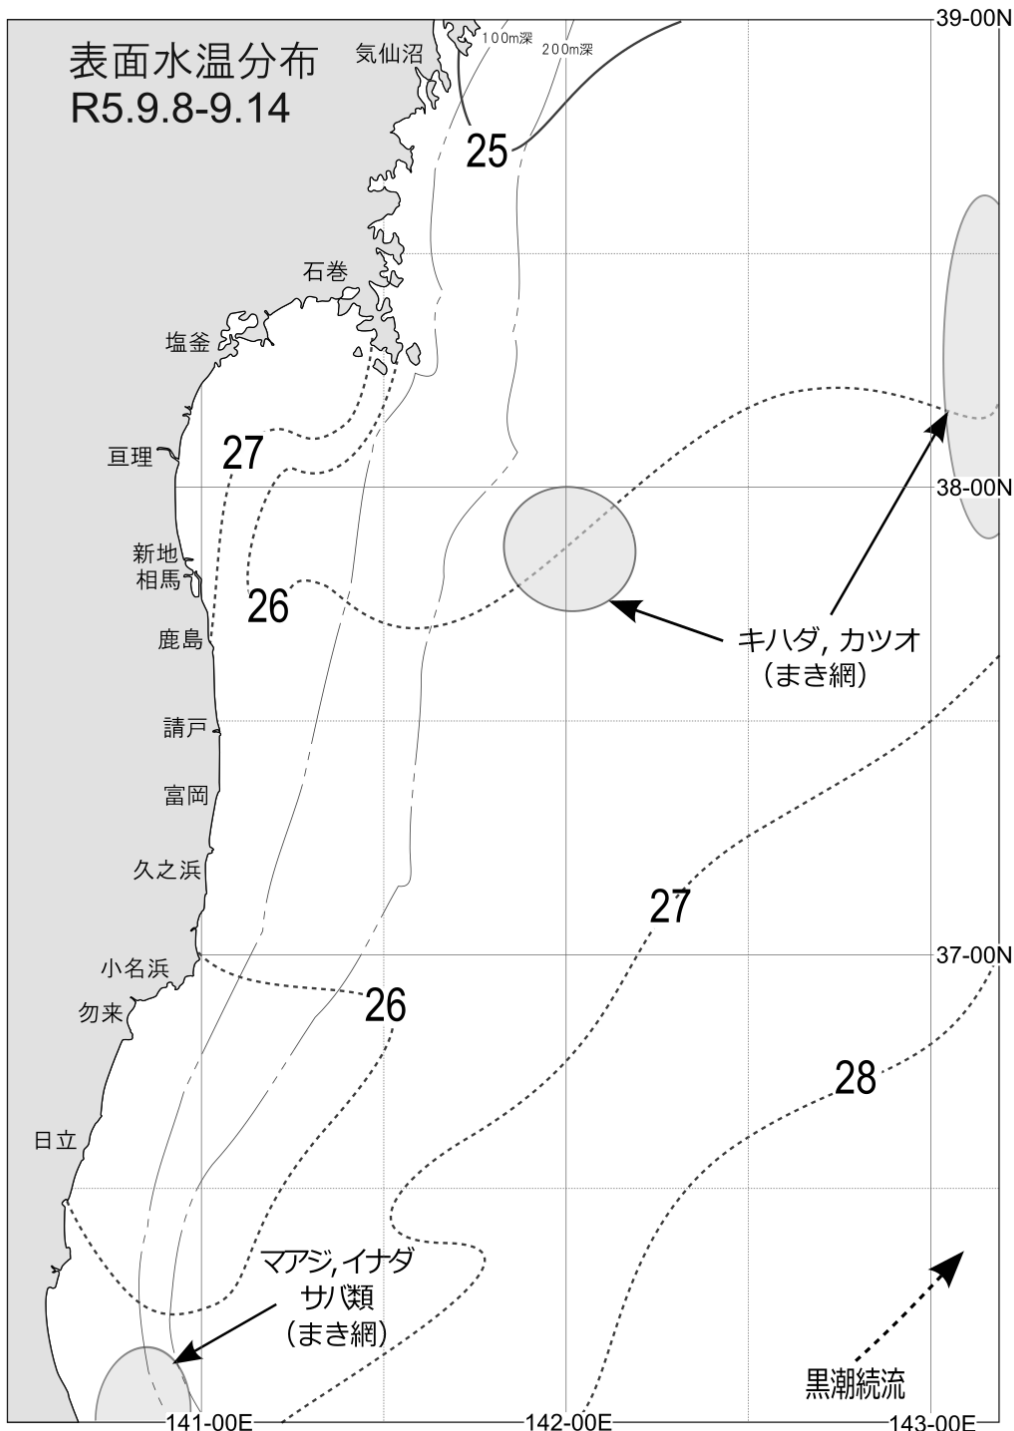 39-00N
表面水温分布
R5.9.8-9.14
気仙沼
100m深
200m深
25
石巻
塩釜
27
亘理
38-00N
新地
相馬
26
鹿島
キハダ, カツオ
（まき網）
請戸
富岡
久之浜
27
37-00N
小名浜
勿来
26
28
日立
マアジ, イナダ
サバ類
（まき網）
黒潮続流
141-00E
142-00E
143-00E